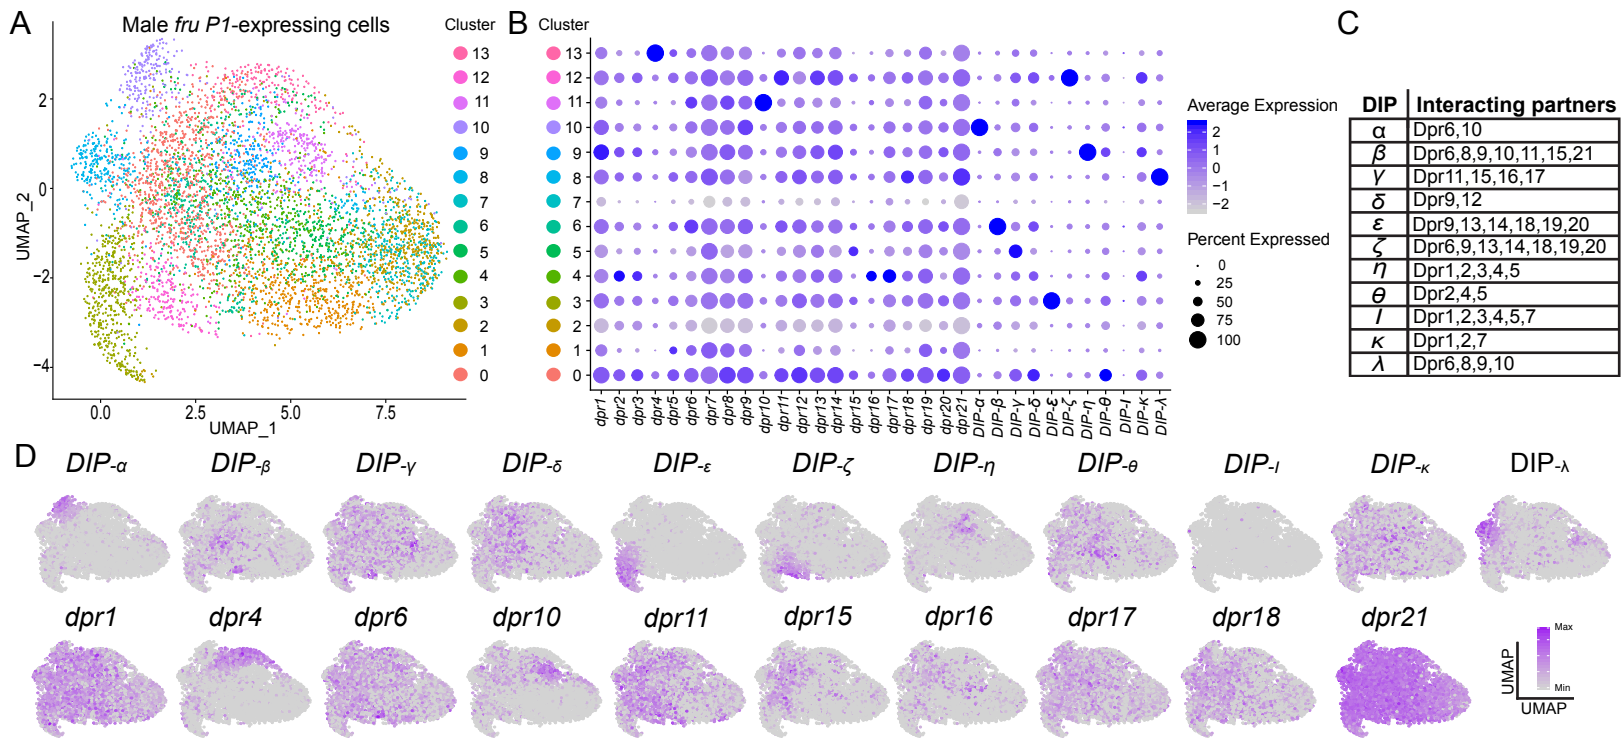 A
Male fru P1-expressing cells
Cluster
13
12
11
10
9
8
7
6
5
4
3
2
1
0
UMAP_2
2
0
−2
−4
0.0
2.5
5.0
7.5
UMAP_1
B
Cluster
13
12
11
10
9
8
7
6
5
4
3
2
1
0
dpr1
dpr2
dpr3
dpr4
dpr5
dpr6
dpr7
dpr8
dpr9
dpr10
dpr11
dpr12
dpr13
dpr14
dpr15
dpr16
dpr17
dpr18
dpr19
dpr20
dpr21
DIP-α
DIP-β
DIP-γ
DIP-δ
DIP-ε
DIP-ζ
DIP-η
DIP-θ
DIP-I
DIP-κ
DIP-λ
Average Expression
2
1
0
−1
−2
Percent Expressed
0
25
50
75
100
C
DIP Interacting partners
α Dpr6,10
β Dpr6,8,9,10,11,15,21
γ Dpr11,15,16,17
δ Dpr9,12
ε Dpr9,13,14,18,19,20
ζ Dpr6,9,13,14,18,19,20
η Dpr1,2,3,4,5
θ Dpr2,4,5
I Dpr1,2,3,4,5,7
κ Dpr1,2,7
λ Dpr6,8,9,10
D
DIP-α DIP-β DIP-γ DIP-δ DIP-ε DIP-ζ DIP-η DIP-θ DIP-I DIP-κ DIP-λ
dpr1 dpr4 dpr6 dpr10 dpr11 dpr15 dpr16 dpr17 dpr18 dpr21
Max
Min
UMAP
UMAP